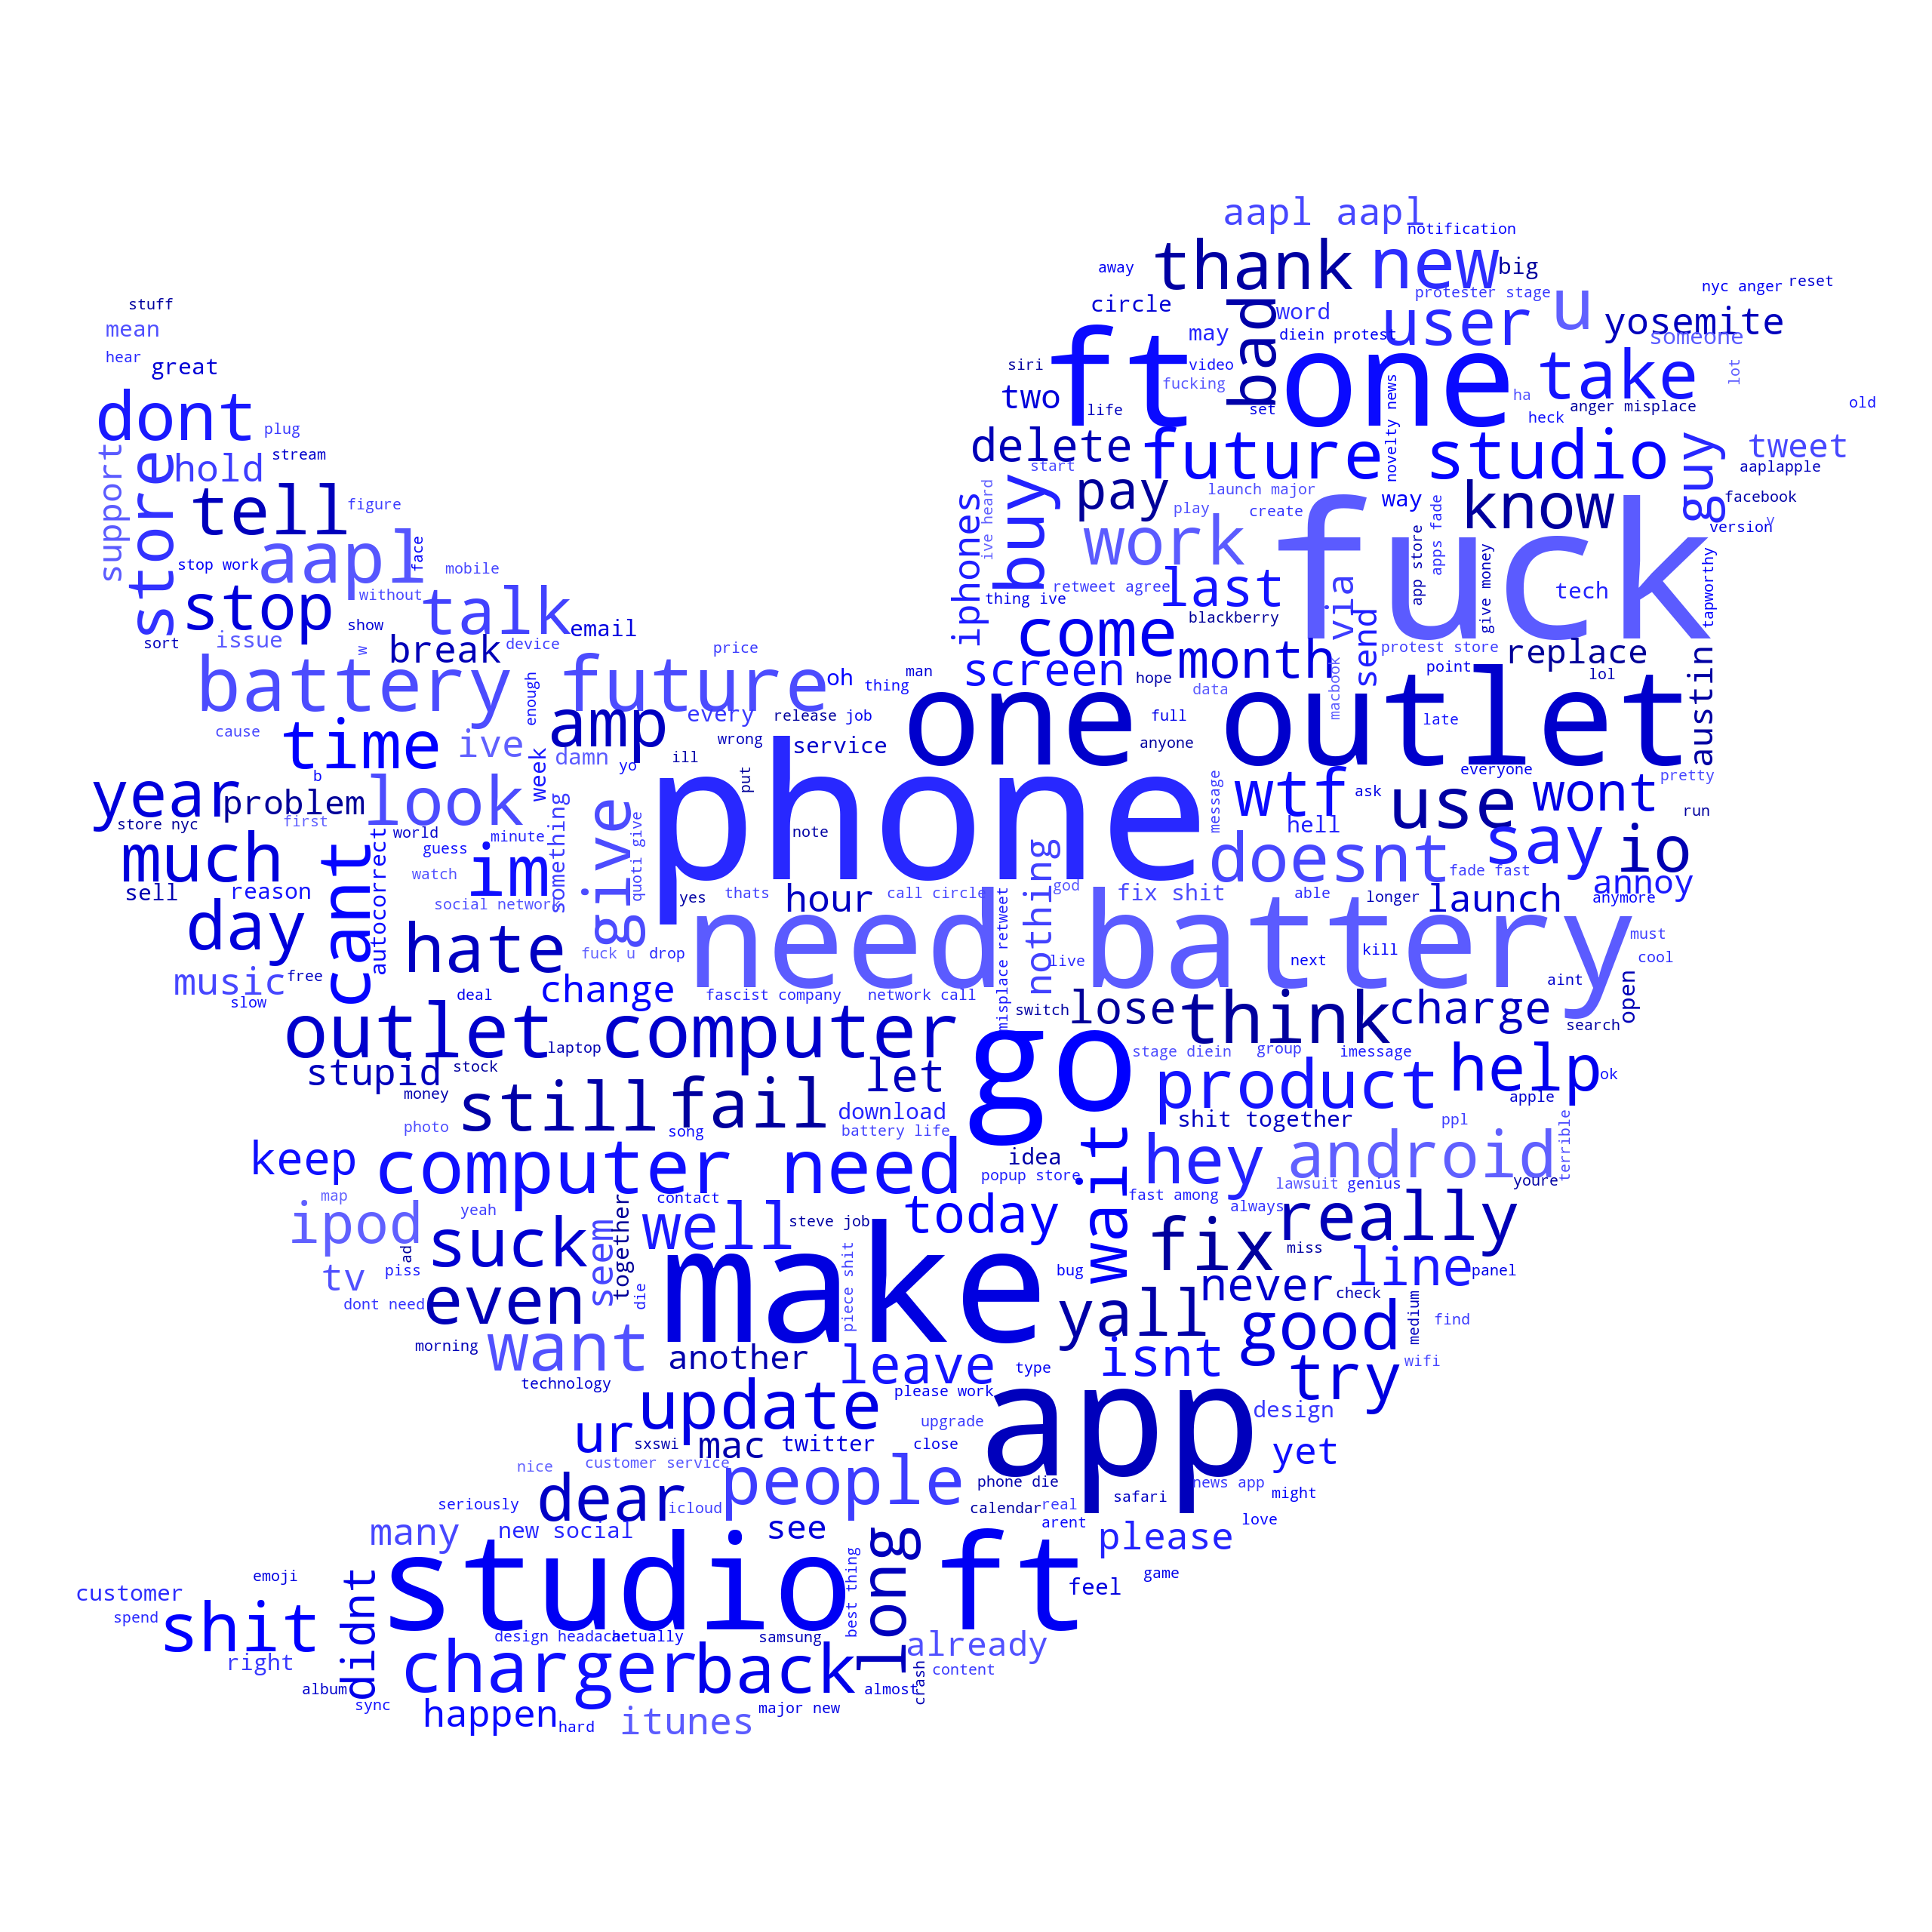 aapl aapl
notification
thank
new
big
away
stuff
circle
protester stage
nyc anger
reset
mean
word
u
yosemite
hear
great
may
bad
diein protest
user
someone
siri
video
ft
one
take
lot
fucking
dont
two
life
set
novelty news
ha
heck
anger misplace
old
plug
delete
future
studio
guy
tweet
support
store
hold
stream
start
aaplapple
tell
figure
iphones
ive heard
buy
pay
launch major
way
know
facebook
play
create
apps fade
version
y
stop work
aapl
face
mobile
work
fuck
app store
give money
tapworthy
stop
without
talk
thing ive
retweet agree
last
via
tech
show
email
blackberry
send
sort
issue
w
break
device
price
come
month
protest store
replace
austin
battery
future
oh
thing
man
screen
hope
data
macbook
point
lol
enough
amp
every
release job
one
full
outlet
late
cause
time
ive
week
damn
wrong
service
anyone
yo
ill
put
phone
message
wtf
ask
everyone
pretty
b
year
problem
look
something
give
quoti give
use
wont
run
store nyc
first
world
minute
note
hell
much
cant
autocorrect
guess
im
nothing
doesnt
say
io
watch
fade fast
sell
reason
social network
yes
thats
hour
call circle
god
fix shit
able
longer
launch
annoy
anymore
day
hate
fuck u
drop
need
misplace retweet
live
battery
next
kill
must
music
free
change
cool
slow
deal
fascist company
network call
switch
lose
think
charge
aint
open
outlet
computer
go
search
laptop
stage diein
group
imessage
stupid
stock
let
product
help
ok
money
still
fail
download
shit together
apple
photo
song
battery life
ppl
keep
computer
need
idea
wait
hey
android
terrible
map
popup store
fast among
lawsuit
genius
youre
ipod
yeah
seem
together
contact
well
steve job
today
always
really
ad
suck
fix
miss
tv
piss
make
piece shit
bug
never
line
panel
dont need
even
die
yall
check
medium
find
morning
want
another
leave
isnt
good
wifi
technology
type
try
update
please work
app
design
ur
sxswi
mac
twitter
upgrade
close
yet
nice
customer service
people
phone die
news app
might
seriously
dear
icloud
calendar
real
safari
many
new social
see
long
arent
please
love
studio
ft
emoji
customer
best thing
feel
game
spend
shit
didnt
design headache
actually
samsung
already
right
charger
back
content
album
almost
crash
sync
happen
hard
itunes
major new